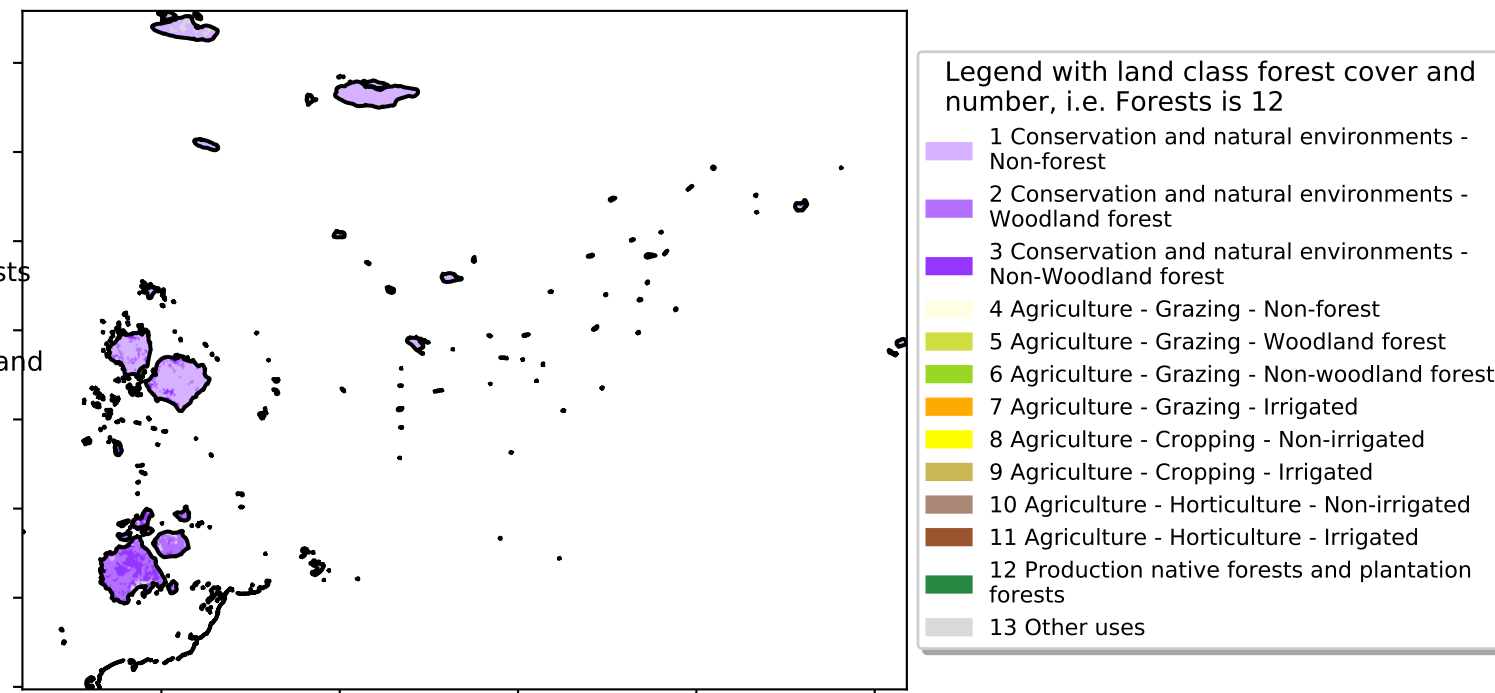 sts
and
Legend with land class forest cover and
number, i.e. Forests is 12
1 Conservation and natural environments -
Non-forest
2 Conservation and natural environments -
Woodland forest
3 Conservation and natural environments -
Non-Woodland forest
4 Agriculture - Grazing - Non-forest
5 Agriculture - Grazing - Woodland forest
6 Agriculture - Grazing - Non-woodland forest
7 Agriculture - Grazing - Irrigated
8 Agriculture - Cropping - Non-irrigated
9 Agriculture - Cropping - Irrigated
10 Agriculture - Horticulture - Non-irrigated
11 Agriculture - Horticulture - Irrigated
12 Production native forests and plantation
forests
13 Other uses